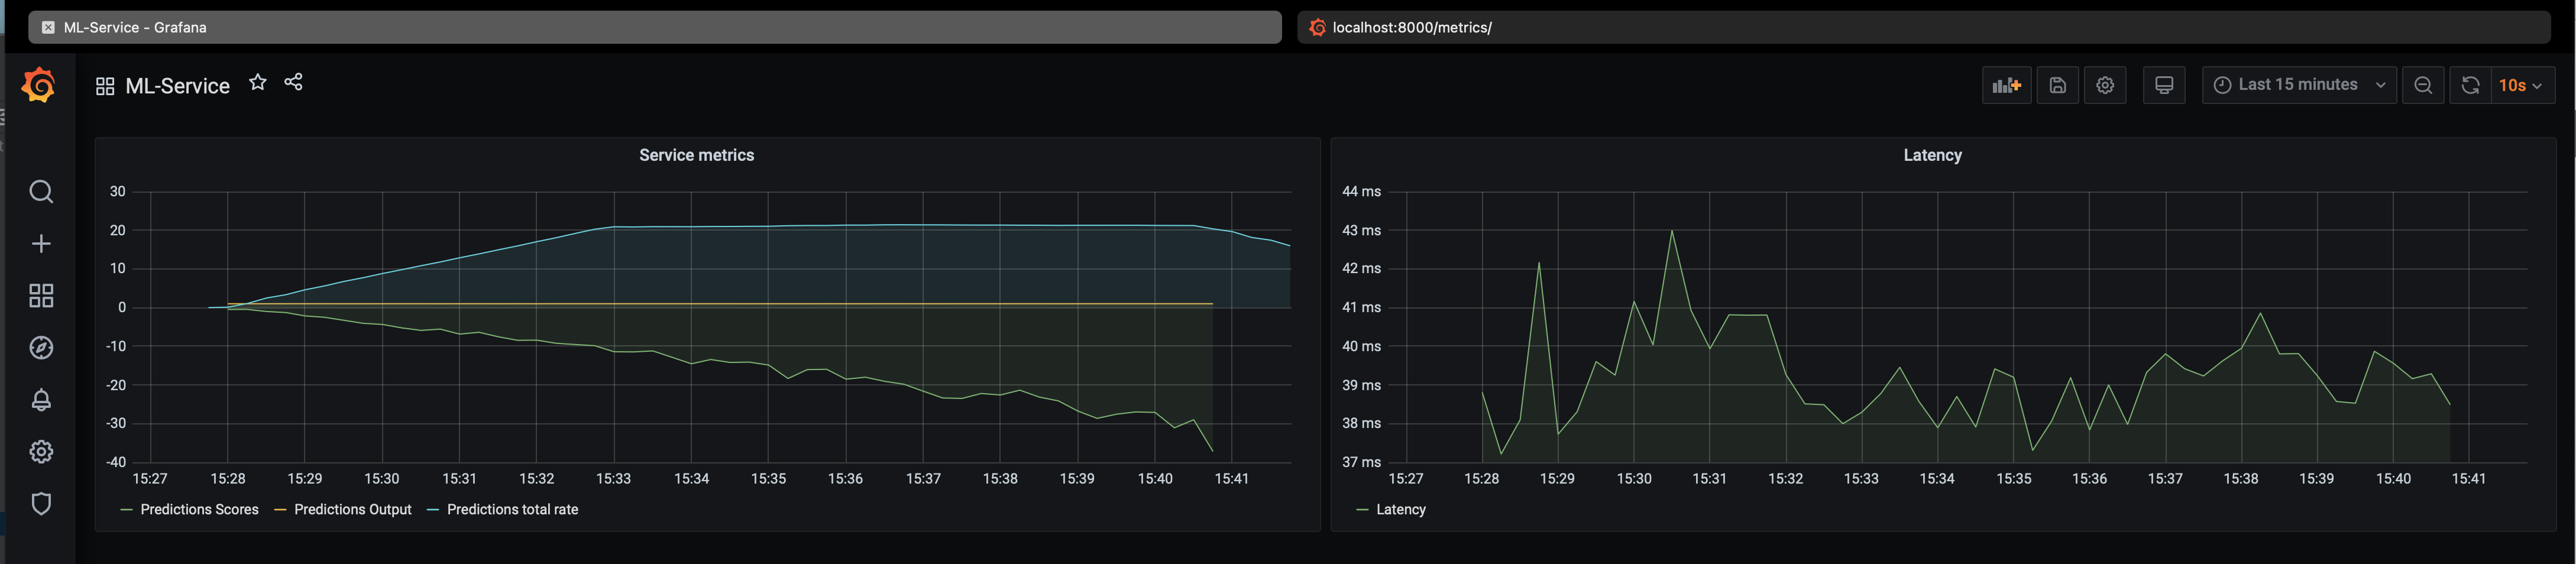 ML-Service - Grafana
localhost:8000/metrics/
ML-Service
Last 15 minutes
10s
Service metrics
30
20
10
0
-10
-20
-30
-40
15:27 15:28 15:29 15:30 15:31 15:32 15:33 15:34 15:35 15:36 15:37 15:38 15:39 15:40 15:41
Predictions Scores Predictions Output Predictions total rate
Latency
44 ms
43 ms
42 ms
41 ms
40 ms
39 ms
38 ms
37 ms
15:27 15:28 15:29 15:30 15:31 15:32 15:33 15:34 15:35 15:36 15:37 15:38 15:39 15:40 15:41
Latency